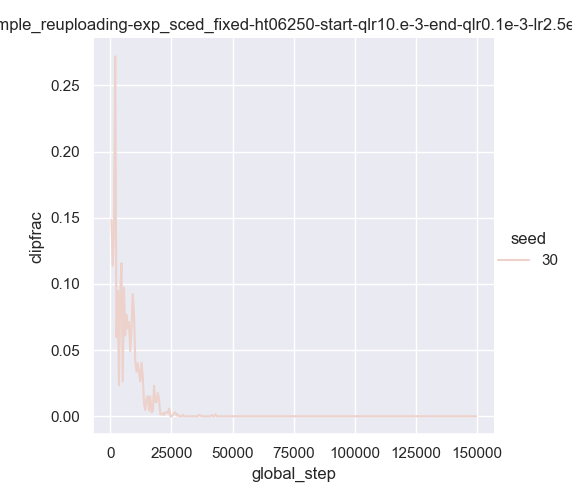 mple_reuploading-exp_sced_fixed-ht06250-start-qlr10.e-3-end-qlr0.1e-3-lr2.5e
0.25
0.20
0.15
0.10
0.05
0.00
clipfrac
0 25000 50000 75000 100000 125000 150000
global_step
seed
30